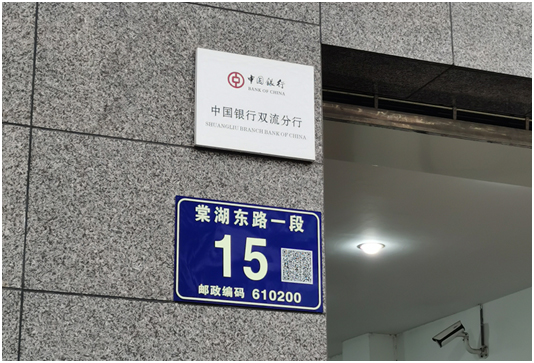 中国银行
BANK OF CHINA
中国银行双流分行
SHUANGLIU BRANCH BANK OF CHINA
棠湖东路一段
15
邮政编码 610200